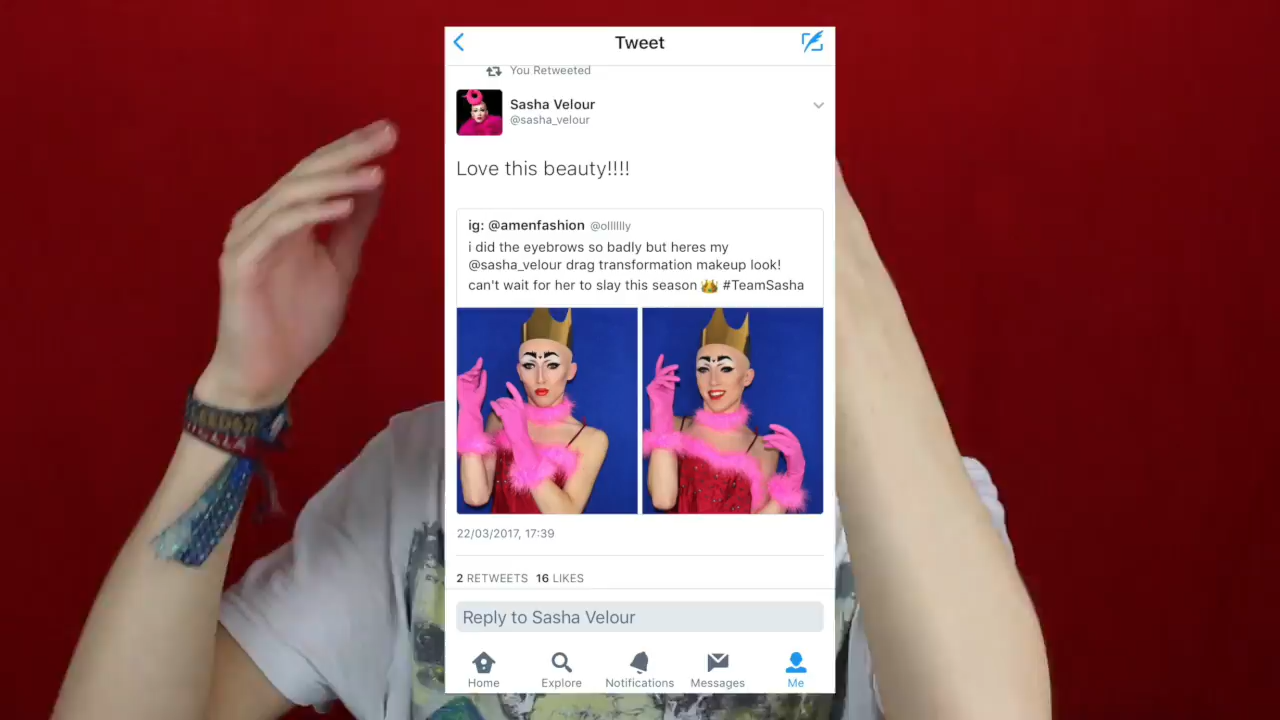 Tweet
You Retweeted
Sasha Velour
@sasha_velour
Love this beauty!!!!
ig: @amenfashion @olllllly
i did the eyebrows so badly but heres my
@sasha_velour drag transformation makeup look!
can't wait for her to slay this season 👑 #TeamSasha
22/03/2017, 17:39
2 RETWEETS 16 LIKES
Reply to Sasha Velour
Home Explore Notifications Messages Me